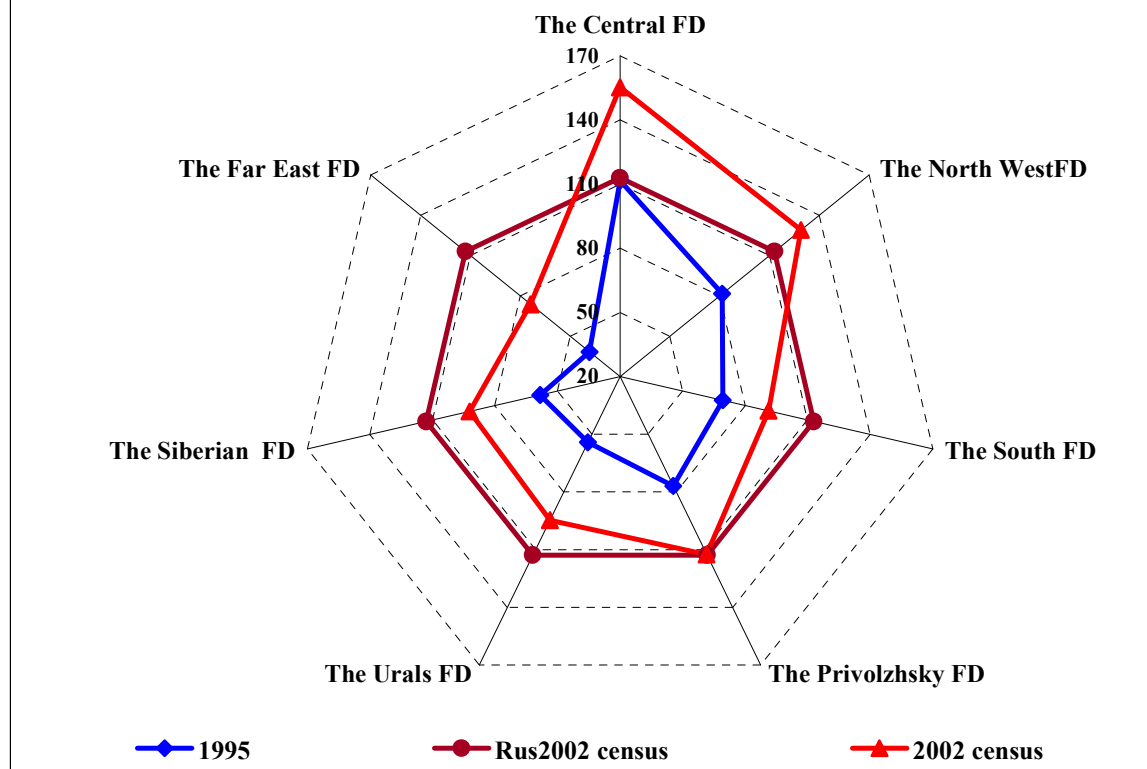 The Central FD
170
140
The Far East FD
The North WestFD
110
80
50
20
The Siberian  FD
The South FD
The Urals FD
The Privolzhsky FD
1995
Rus2002 census
2002 census